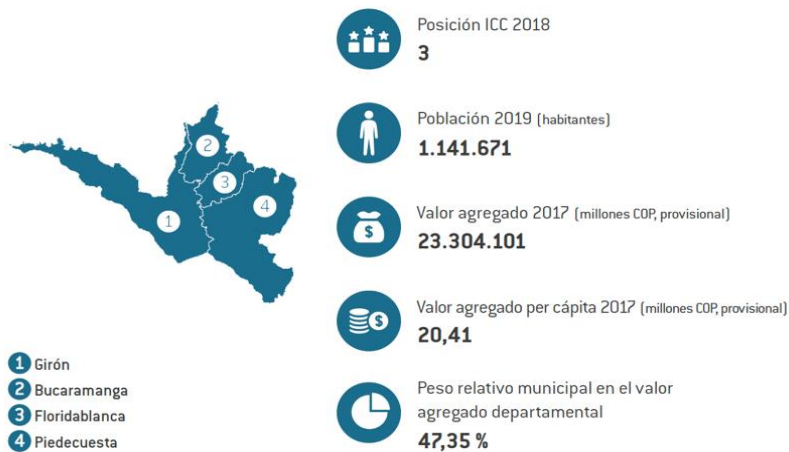 Posición ICC 2018
3
Población 2019 (habitantes)
1.141.671
Valor agregado 2017 (millones COP, provisional)
23.304.101
Valor agregado per cápita 2017 (millones COP, provisional)
20,41
Peso relativo municipal en el valor
agregado departamental
47,35 %
2
3
4
1
$
$
1 Girón
2 Bucaramanga
3 Floridablanca
4 Piedecuesta